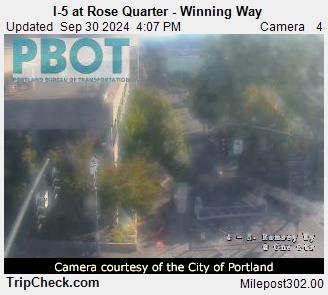 I-5 at Rose Quarter - Winning Way
Updated Sep 30 2024 4:07 PM Camera 4
PBOT
PORTLAND BUREAU OF TRANSPORTATION
Camera courtesy of the City of Portland
TripCheck.com Milepost302.00